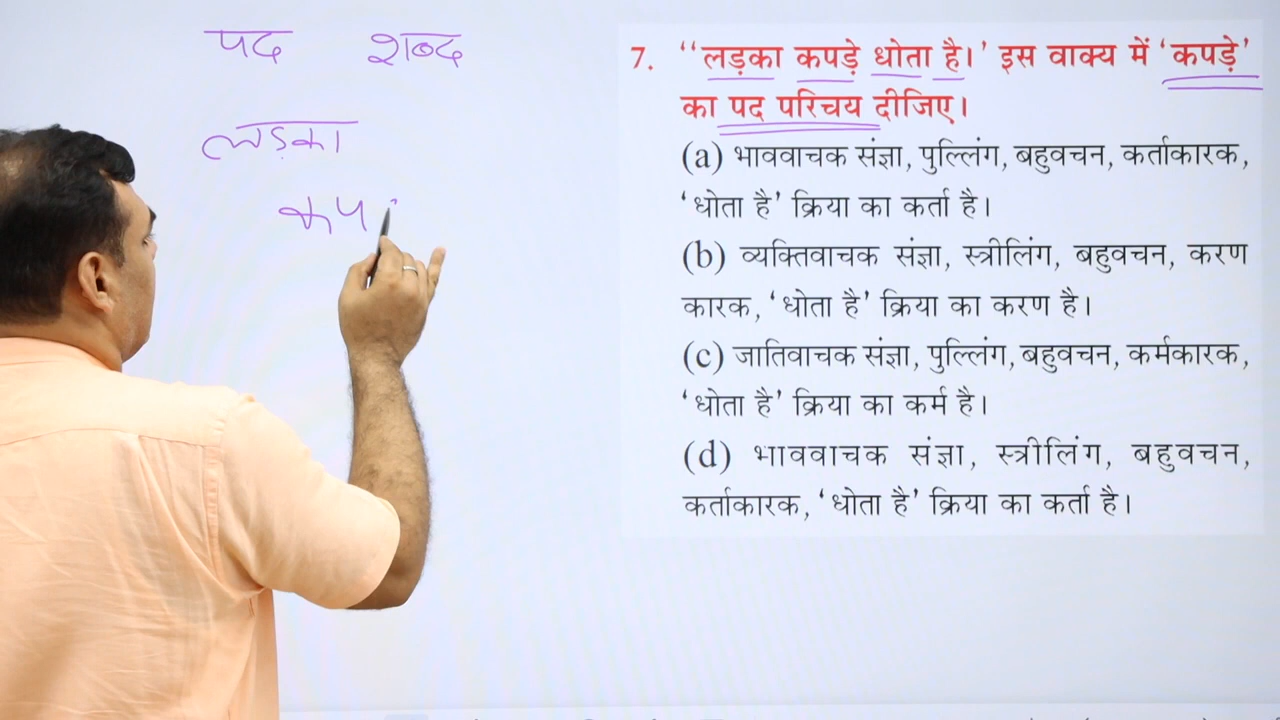 पद शब्द
लड़का
कप
7. “लड़का कपड़े धोता है।’ इस वाक्य में ‘कपड़े’
का पद परिचय दीजिए।
(a) भाववाचक संज्ञा, पुल्लिंग, बहुवचन, कर्ताकारक,
‘धोता है’ क्रिया का कर्ता है।
(b) व्यक्तिवाचक संज्ञा, स्त्रीलिंग, बहुवचन, करण
कारक, ‘धोता है’ क्रिया का करण है।
(c) जातिवाचक संज्ञा, पुल्लिंग, बहुवचन, कर्मकारक,
‘धोता है’ क्रिया का कर्म है।
(d) भाववाचक संज्ञा, स्त्रीलिंग, बहुवचन,
कर्ताकारक, ‘धोता है’ क्रिया का कर्ता है।